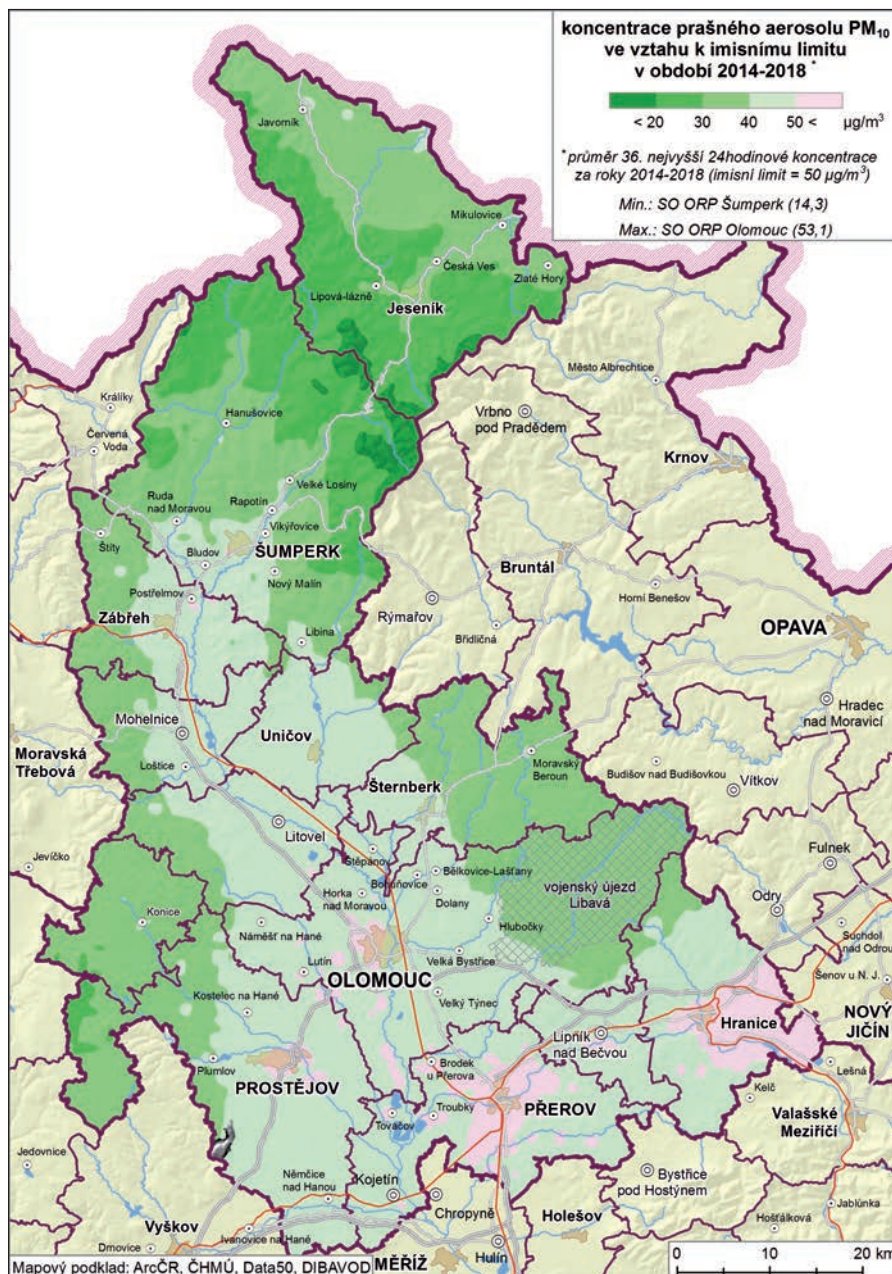 koncentrace prašného aerosolu PM10
ve vztahu k imisnímu limitu
v období 2014-2018 *
< 20 30 40 50 < µg/m³
* průměr 36. nejvyšší 24hodinové koncentrace
za roky 2014-2018 (imisní limit = 50 µg/m³)
Min.: SO ORP Šumperk (14,3)
Max.: SO ORP Olomouc (53,1)
Javorník
Mikulovice
Česká Ves
Zlaté Hory
Lipová-lázně
Jeseník
Město Albrechtice
Králíky
Hanušovice
Vrbno
pod Pradědem
Červená
Voda
Krnov
Velké Losiny
Ruda
nad Moravou
Rapotín
Vikýřovice
Štíty
ŠUMPERK
Bludov
Bruntál
Nový Malín
Postřelmov
Horní Benešov
Rýmařov
Zábřeh
Břidličná
OPAVA
Libina
Hradec
nad Moravicí
Mohelnice
Uničov
Moravská
Třebová
Moravský
Beroun
Loštice
Budišov nad Budišovkou
Vítkov
Šternberk
Litovel
Jevíčko
Štěpánov
Fulnek
Bohuňovice
Bělkovice-Lašťany
vojenský újezd
Libavá
Horka
nad Moravou
Dolany
Odry
Konice
Hlubočky
Náměšť na Hané
Suchdol
nad Odrou
Velká Bystřice
Lutín
OLOMOUC
Šenov u N. J.
Kostelec na Hané
Velký Týnec
NOVÝ
JIČÍN
Hranice
Lipník
nad Bečvou
Plumlov
PROSTĚJOV
Brodek
u Přerova
Lešná
Kelč
Troubky
PŘEROV
Tovačov
Valašské
Meziříčí
Jedovnice
Němčice
nad Hanou
Kojetín
Bystřice
pod Hostýnem
Chropyně
Holešov
Jablůnka
Vyškov
Ivanovice na Hané
Hošťálková
Drnovice
Hulín
MĚŘÍŽ
0 10 20 km
Mapový podklad: ArcČR, ČHMÚ, Data50, DIBAVOD